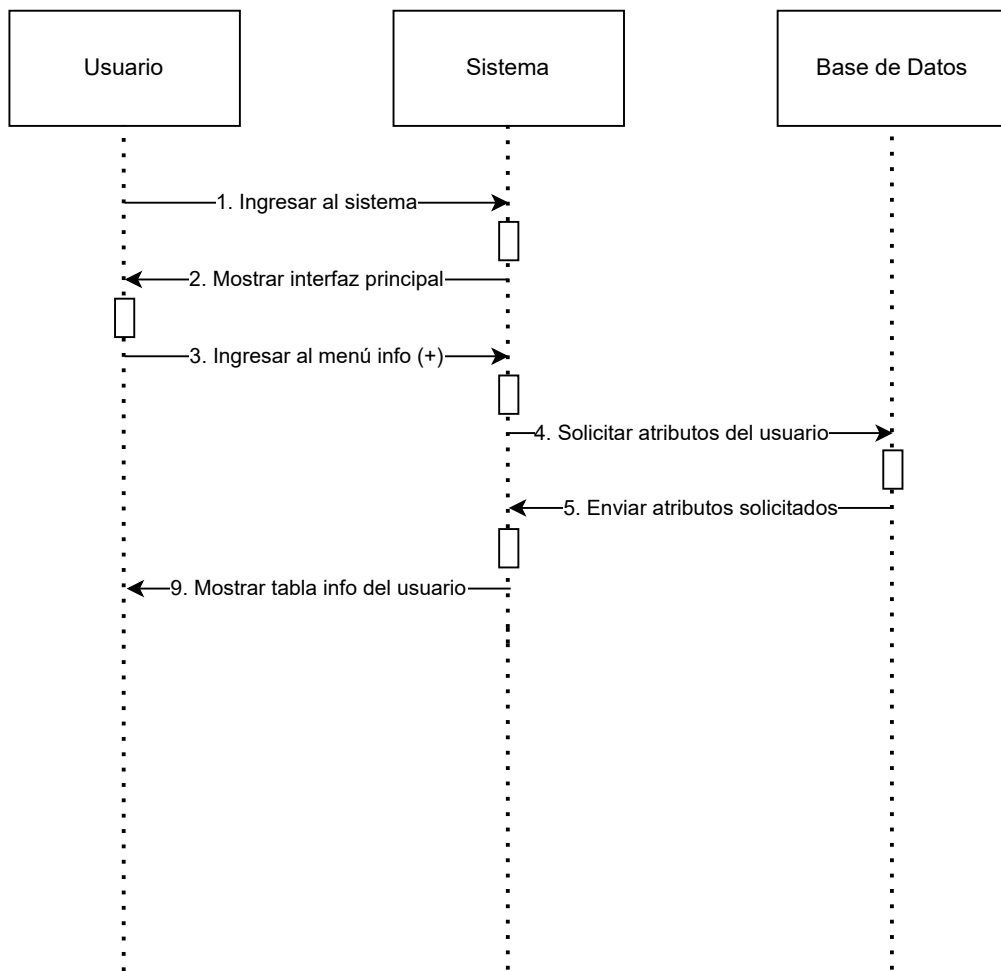 Usuario
Sistema
Base de Datos
1. Ingresar al sistema
2. Mostrar interfaz principal
3. Ingresar al menú info (+)
4. Solicitar atributos del usuario
5. Enviar atributos solicitados
9. Mostrar tabla info del usuario